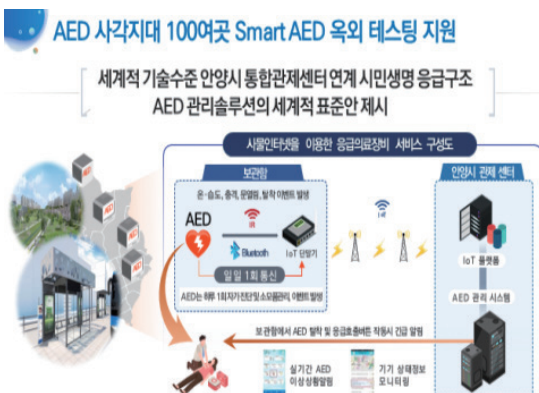 AED 사각지대 100여곳 Smart AED 옥외 테스팅 지원
세계적 기술수준 안양시 통합관제센터 연계 시민생명 응급구조
AED 관리솔루션의 세계적 표준안 제시
사물인터넷을 이용한 응급의료장비 서비스 구성도
보관함
안양시 관제 센터
온·습도, 충격, 문열림, 탈착 이벤트 발생
AED
Bluetooth
IoT 단말기
일일 1회 통신
AED는 하루 1회 자가진단 및 소모품관리, 이벤트 발생
IoT 플랫폼
AED 관리 시스템
보관함에서 AED 탈착 및 응급호출버튼 작동시 긴급 알림
실기간 AED
이상상황알림
기기 상태정보
모니터링